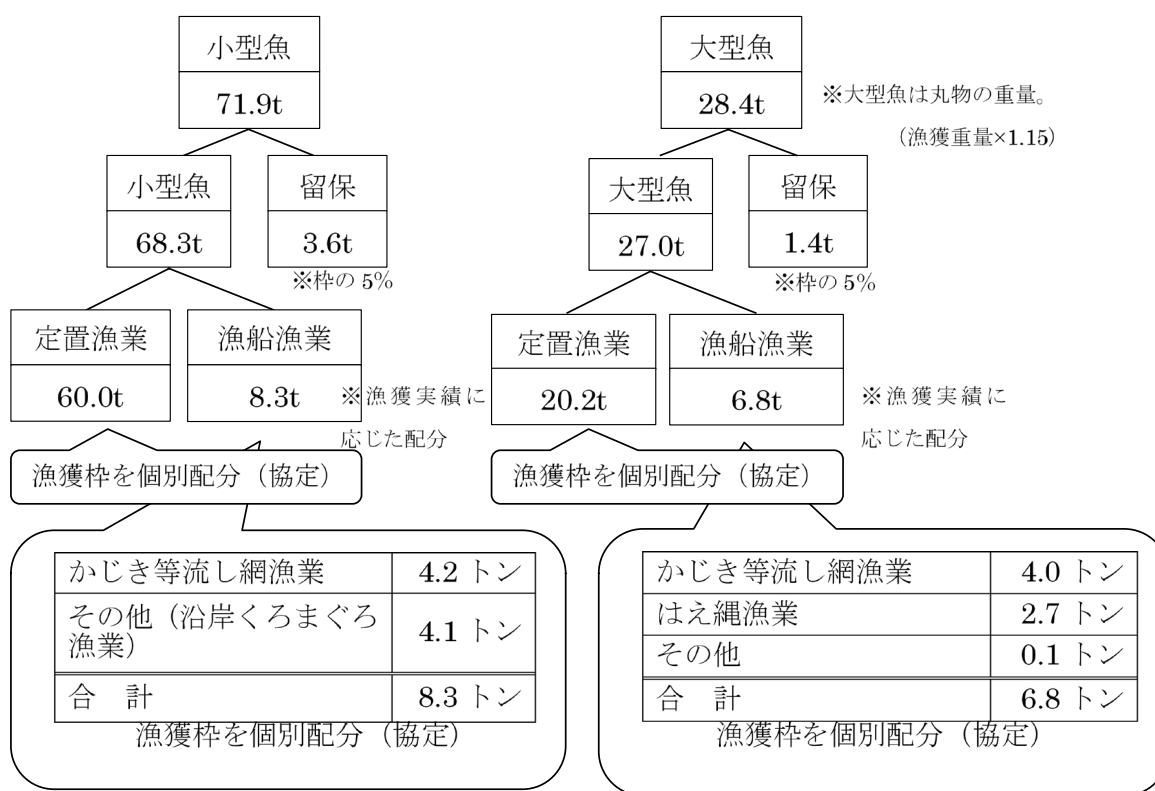 小型魚
71.9t
小型魚
68.3t
留保
3.6t
※枠の 5%
定置漁業
60.0t
漁船漁業
8.3t
※漁獲実績に
応じた配分
漁獲枠を個別配分（協定）
かじき等流し網漁業 4.2 トン
その他（沿岸くろまぐろ
漁業） 4.1 トン
合　計 8.3 トン
漁獲枠を個別配分（協定）
大型魚
28.4t
※大型魚は丸物の重量。
（漁獲重量×1.15）
大型魚
27.0t
留保
1.4t
※枠の 5%
定置漁業
20.2t
漁船漁業
6.8t
※漁獲実績に
応じた配分
漁獲枠を個別配分（協定）
かじき等流し網漁業 4.0 トン
はえ縄漁業 2.7 トン
その他 0.1 トン
合　計 6.8 トン
漁獲枠を個別配分（協定）